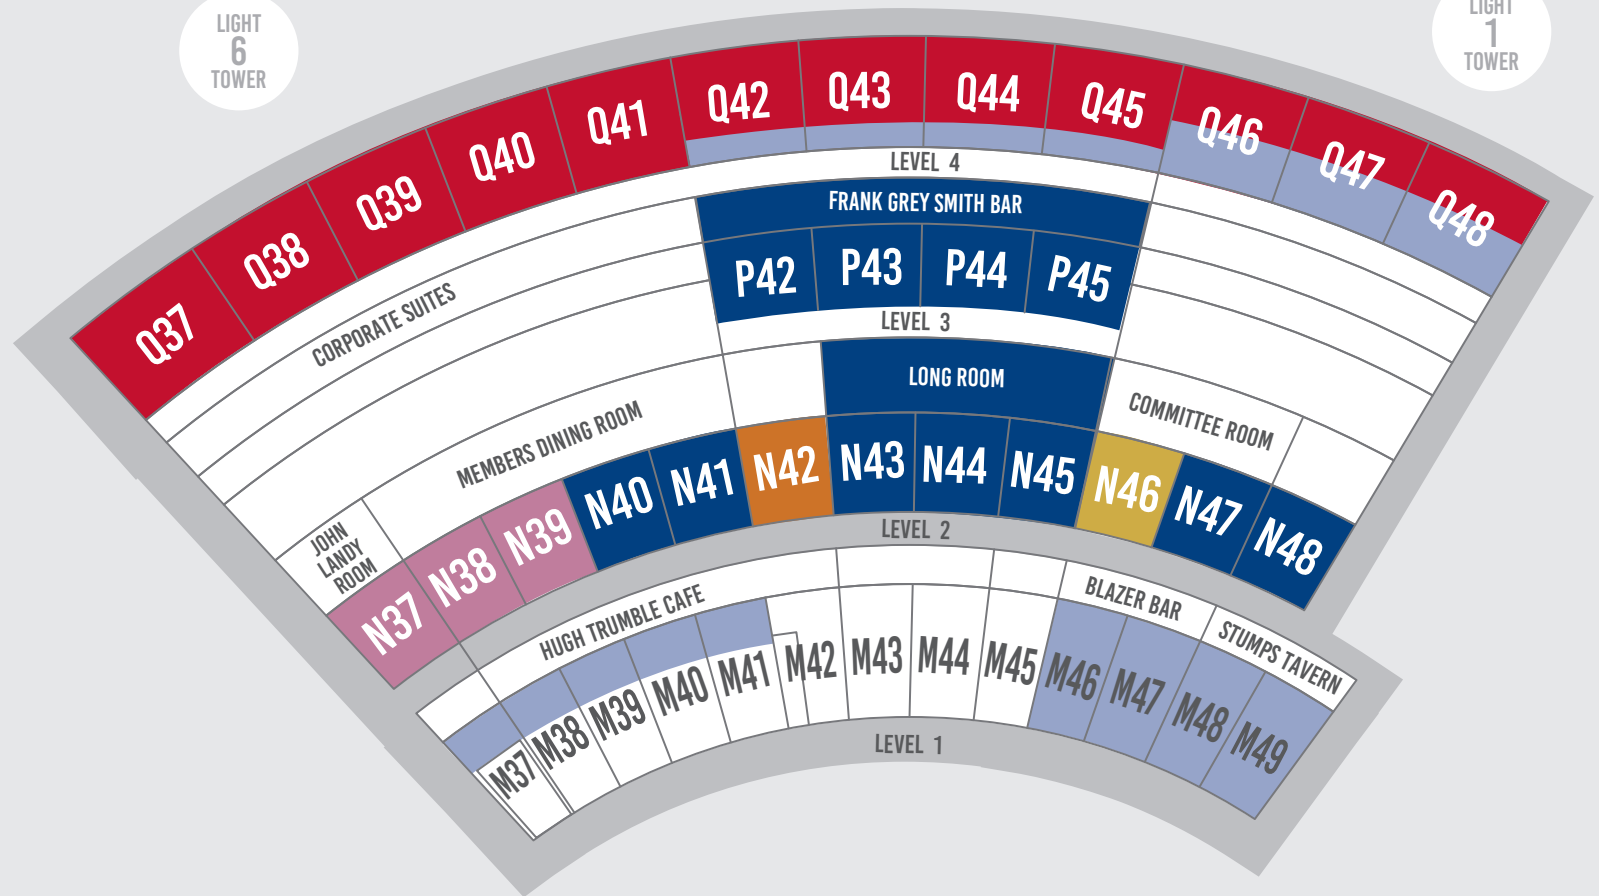 LIGHT
6
TOWER
LIGHT
1
TOWER
Q37
Q38
Q39
Q40
Q41
Q42
Q43
Q44
Q45
Q46
Q47
Q48
LEVEL 4
CORPORATE SUITES
FRANK GREY SMITH BAR
P42
P43
P44
P45
LEVEL 3
LONG ROOM
MEMBERS DINING ROOM
COMMITTEE ROOM
JOHN
LANDY
ROOM
N37
N38
N39
N40
N41
N42
N43
N44
N45
N46
N47
N48
LEVEL 2
HUGH TRUMBLE CAFE
BLAZER BAR
STUMPS TAVERN
M37
M38
M39
M40
M41
M42
M43
M44
M45
M46
M47
M48
M49
LEVEL 1